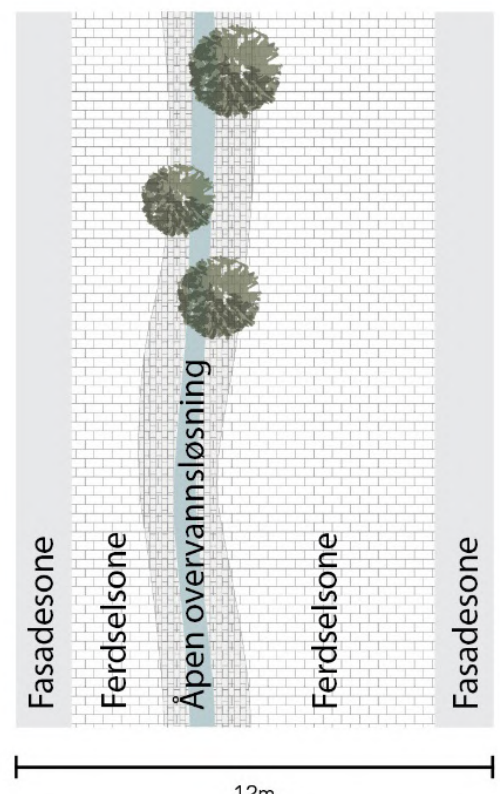 Fasadesone
Ferdselsone
Åpen overvannsløsning
Ferdselsone
Fasadesone
12m